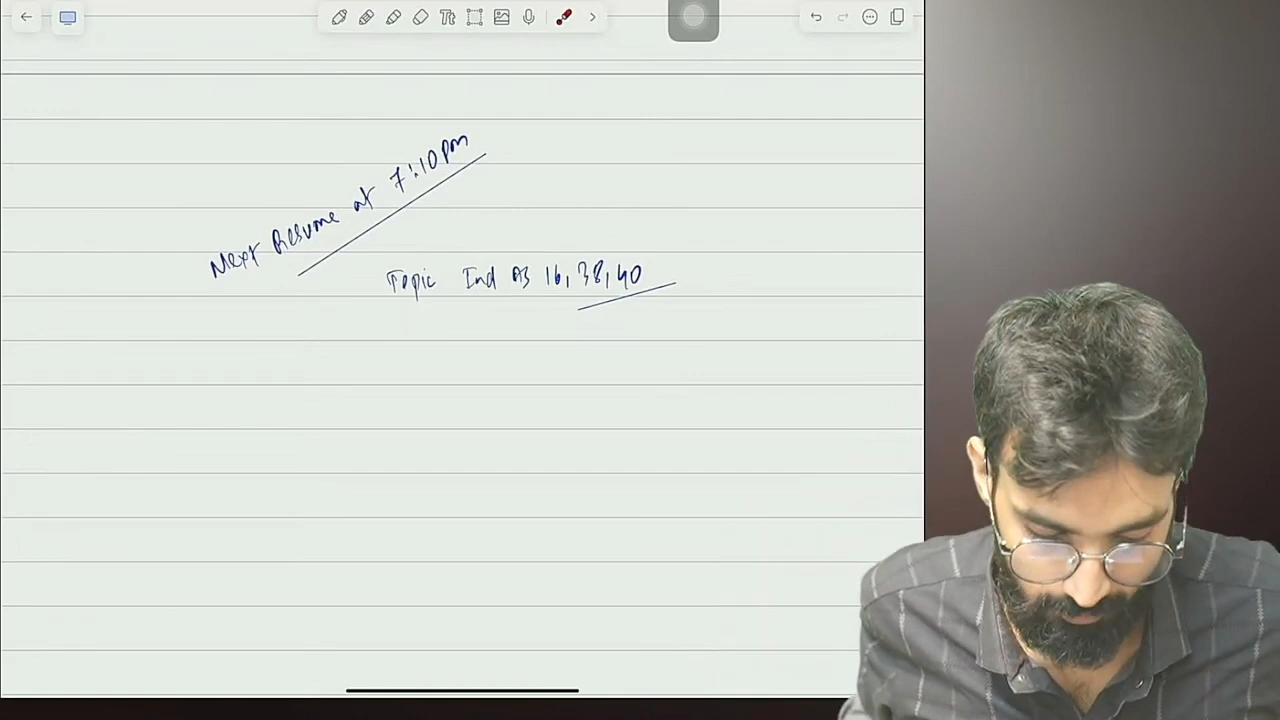 Next Resume at 7:10pm
Topic Ind AS 16, 38, 40